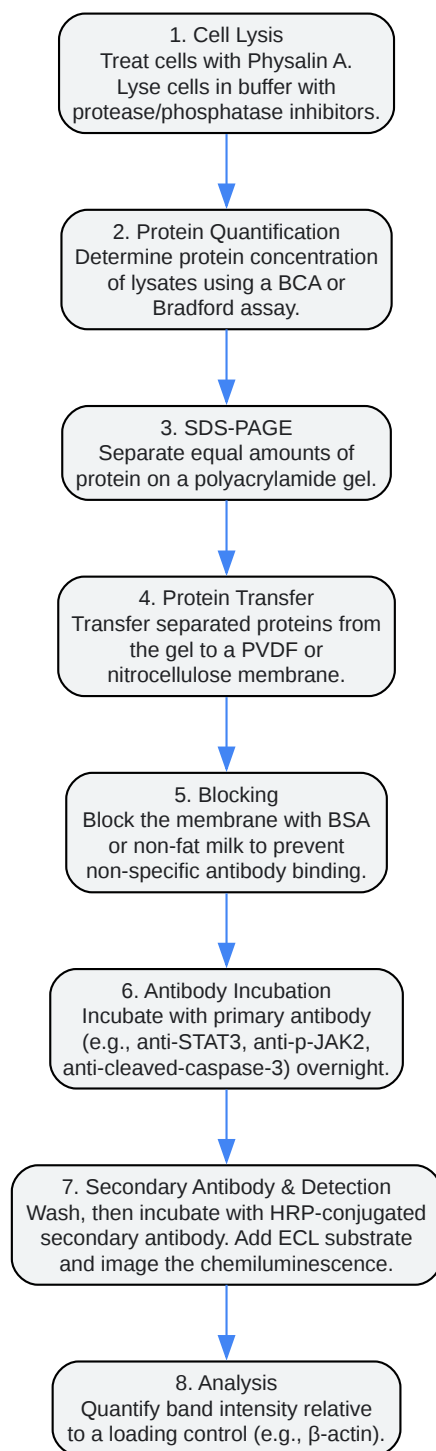 1. Cell Lysis
Treat cells with Physalin A.
Lyse cells in buffer with
protease/phosphatase inhibitors.
2. Protein Quantification
Determine protein concentration
of lysates using a BCA or
Bradford assay.
3. SDS-PAGE
Separate equal amounts of
protein on a polyacrylamide gel.
4. Protein Transfer
Transfer separated proteins from
the gel to a PVDF or
nitrocellulose membrane.
5. Blocking
Block the membrane with BSA
or non-fat milk to prevent
non-specific antibody binding.
6. Antibody Incubation
Incubate with primary antibody
(e.g., anti-STAT3, anti-p-JAK2,
anti-cleaved-caspase-3) overnight.
7. Secondary Antibody & Detection
Wash, then incubate with HRP-conjugated
secondary antibody. Add ECL substrate
and image the chemiluminescence.
8. Analysis
Quantify band intensity relative
to a loading control (e.g., β-actin).